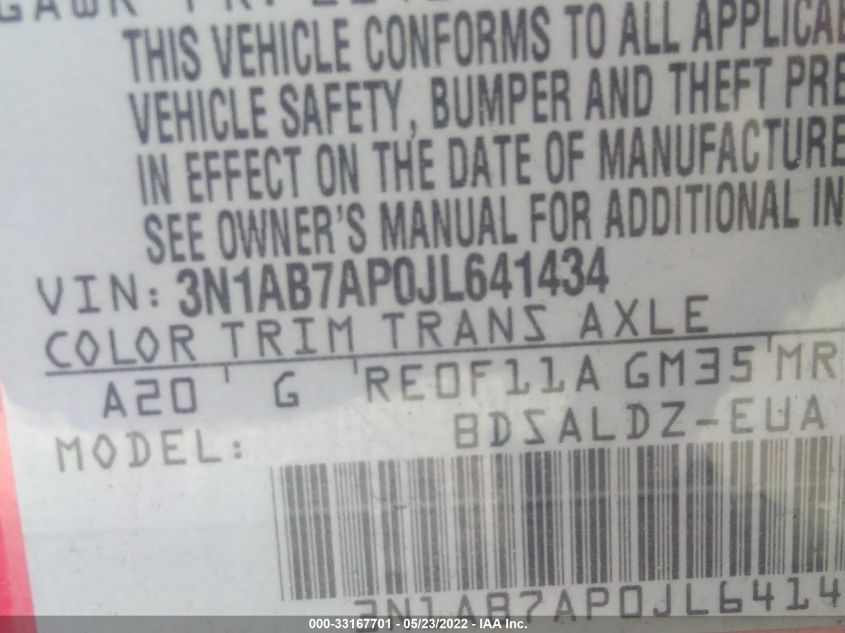 THIS VEHICLE CONFORMS TO ALL APPLICAB
VEHICLE SAFETY, BUMPER AND THEFT PRE
IN EFFECT ON THE DATE OF MANUFACTURE
SEE OWNER'S MANUAL FOR ADDITIONAL IN
VIN: 3N1AB7AP0JL641434
COLOR TRIM TRANS AXLE
A20 G RE0F11A GM35 MR
MODEL: BDSALDZ-EUA
3N1AB7AP0JL6414
000-33167701 - 05/23/2022 - IAA Inc.